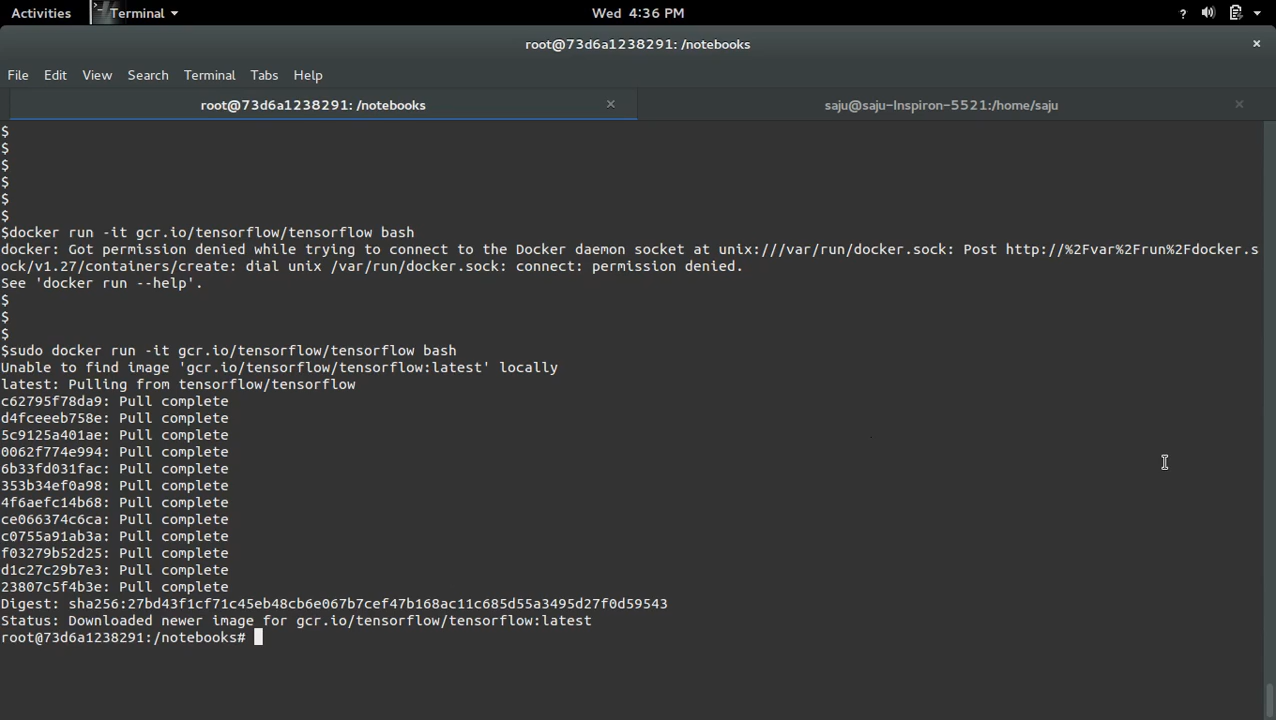 Activities Terminal Wed 4:36 PM ?
root@73d6a1238291: /notebooks ×
File Edit View Search Terminal Tabs Help
root@73d6a1238291: /notebooks × saju@saju-Inspiron-5521:/home/saju ×
$
$
$
$
$
$
$docker run -it gcr.io/tensorflow/tensorflow bash
docker: Got permission denied while trying to connect to the Docker daemon socket at unix:///var/run/docker.sock: Post http://%2Fvar%2Frun%2Fdocker.s
ock/v1.27/containers/create: dial unix /var/run/docker.sock: connect: permission denied.
See 'docker run --help'.
$
$
$
$sudo docker run -it gcr.io/tensorflow/tensorflow bash
Unable to find image 'gcr.io/tensorflow/tensorflow:latest' locally
latest: Pulling from tensorflow/tensorflow
c62795f78da9: Pull complete
d4fceeeb758e: Pull complete
5c9125a401ae: Pull complete
0062f774e994: Pull complete
6b33fd031fac: Pull complete
353b34ef0a98: Pull complete
4f6aefc14b68: Pull complete
ce066374c6ca: Pull complete
c0755a91ab3a: Pull complete
f03279b52d25: Pull complete
d1c27c29b7e3: Pull complete
23807c5f4b3e: Pull complete
Digest: sha256:27bd43f1cf71c45eb48cb6e067b7cef47b168ac11c685d55a3495d27f0d59543
Status: Downloaded newer image for gcr.io/tensorflow/tensorflow:latest
root@73d6a1238291:/notebooks#